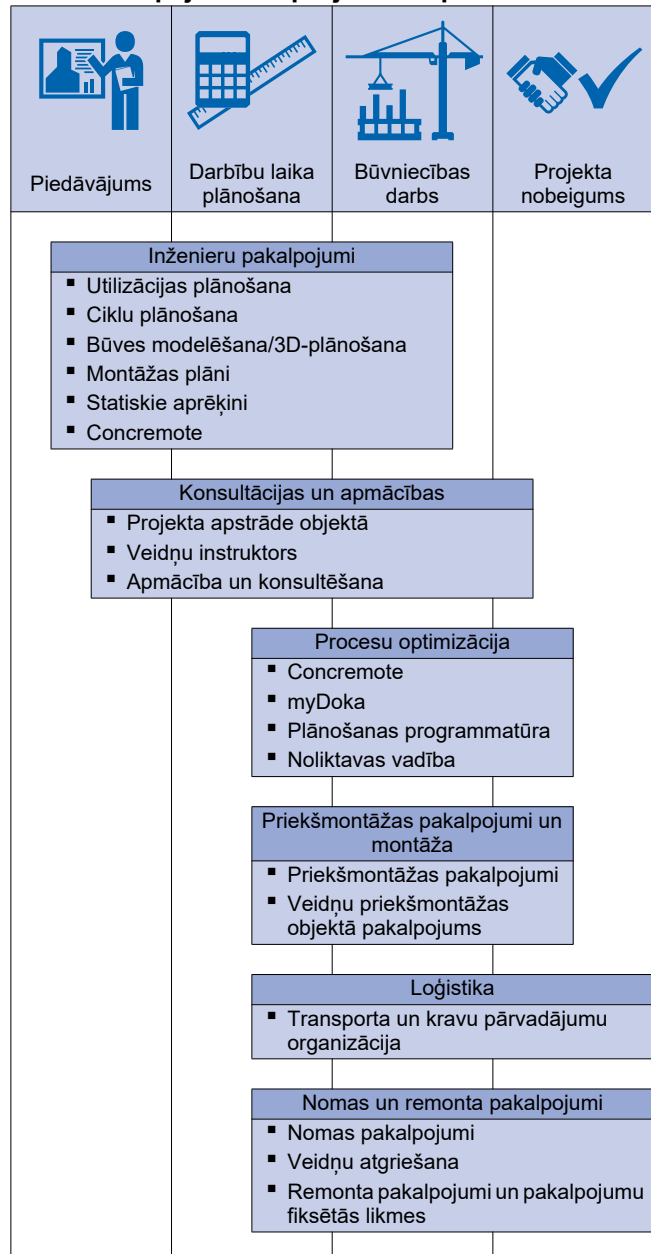 Piedāvājums
Darbību laika
plānošana
Būvniecības
darbs
Projekta
nobeigums
Inženieru pakalpojumi
▪ Utilizācijas plānošana
▪ Ciklu plānošana
▪ Būves modelēšana/3D-plānošana
▪ Montāžas plāni
▪ Statiskie aprēķini
▪ Concremote
Konsultācijas un apmācības
▪ Projekta apstrāde objektā
▪ Veidņu instruktors
▪ Apmācība un konsultēšana
Procesu optimizācija
▪ Concremote
▪ myDoka
▪ Plānošanas programmatūra
▪ Noliktavas vadība
Priekšmontāžas pakalpojumi un
montāža
▪ Priekšmontāžas pakalpojumi
▪ Veidņu priekšmontāžas
objektā pakalpojums
Loģistika
▪ Transporta un kravu pārvadājumu
organizācija
Nomas un remonta pakalpojumi
▪ Nomas pakalpojumi
▪ Veidņu atgriešana
▪ Remonta pakalpojumi un pakalpojumu
fiksētās likmes